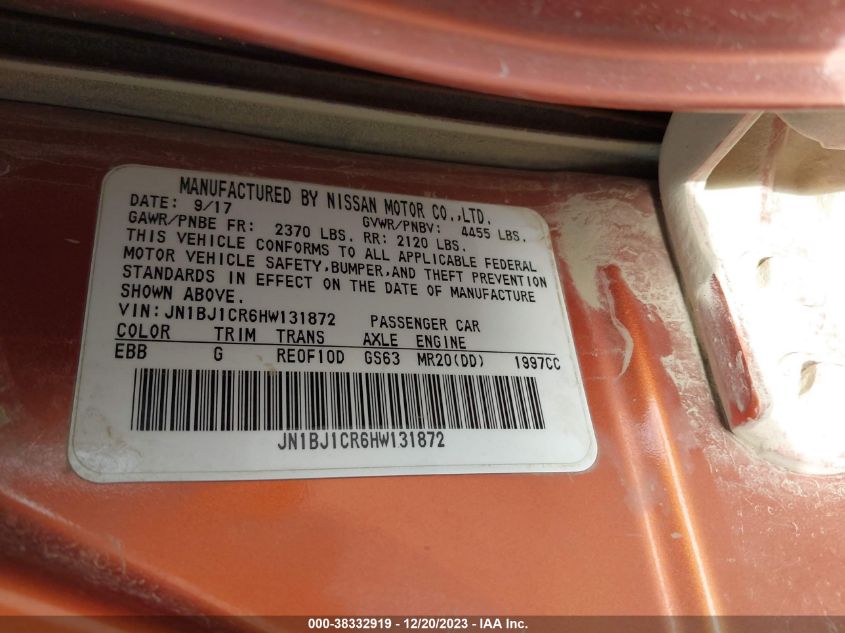 MANUFACTURED BY NISSAN MOTOR CO.,LTD.
DATE: 9/17 GVWR/PNBV: 4455 LBS.
GAWR/PNBE FR: 2370 LBS. RR: 2120 LBS.
THIS VEHICLE CONFORMS TO ALL APPLICABLE FEDERAL
MOTOR VEHICLE SAFETY,BUMPER,AND THEFT PREVENTION
STANDARDS IN EFFECT ON THE DATE OF MANUFACTURE
SHOWN ABOVE.
VIN:JN1BJ1CR6HW131872 PASSENGER CAR
COLOR TRIM TRANS AXLE ENGINE
EBB G RE0F10D GS63 MR20(DD) 1997CC
JN1BJ1CR6HW131872
000-38332919 - 12/20/2023 - IAA Inc.